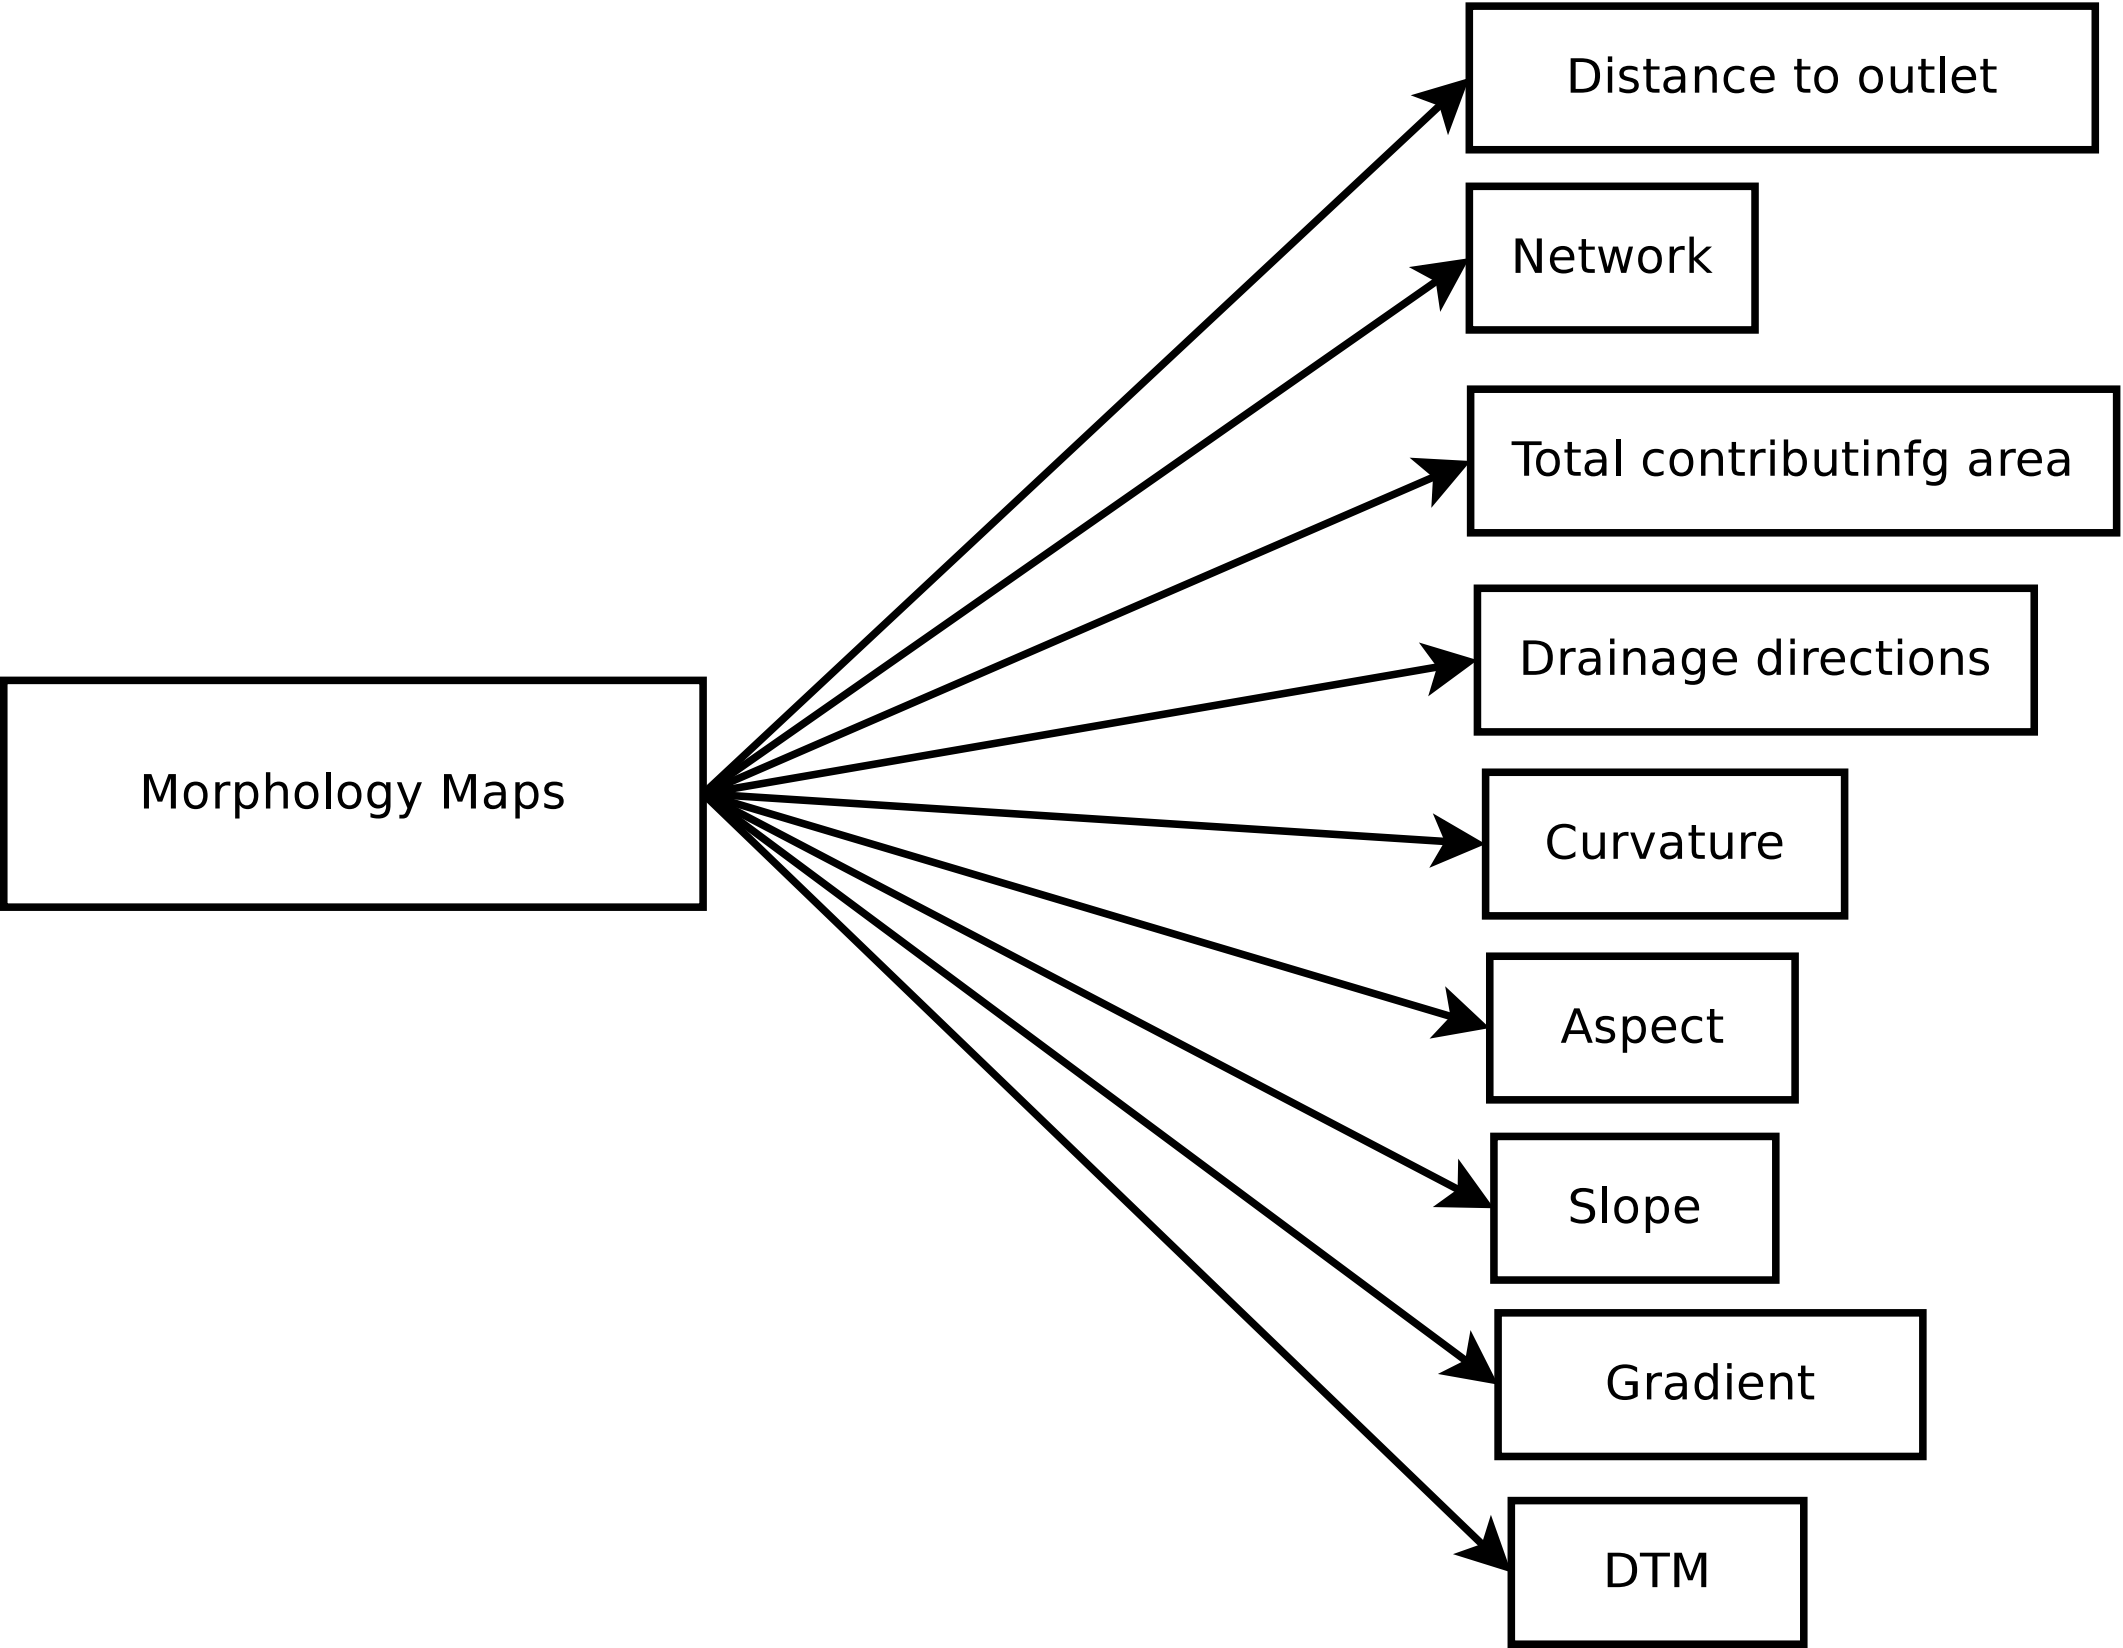 Distance to outlet
Network
Total contributinfg area
Drainage directions
Morphology Maps
Curvature
Aspect
Slope
Gradient
DTM